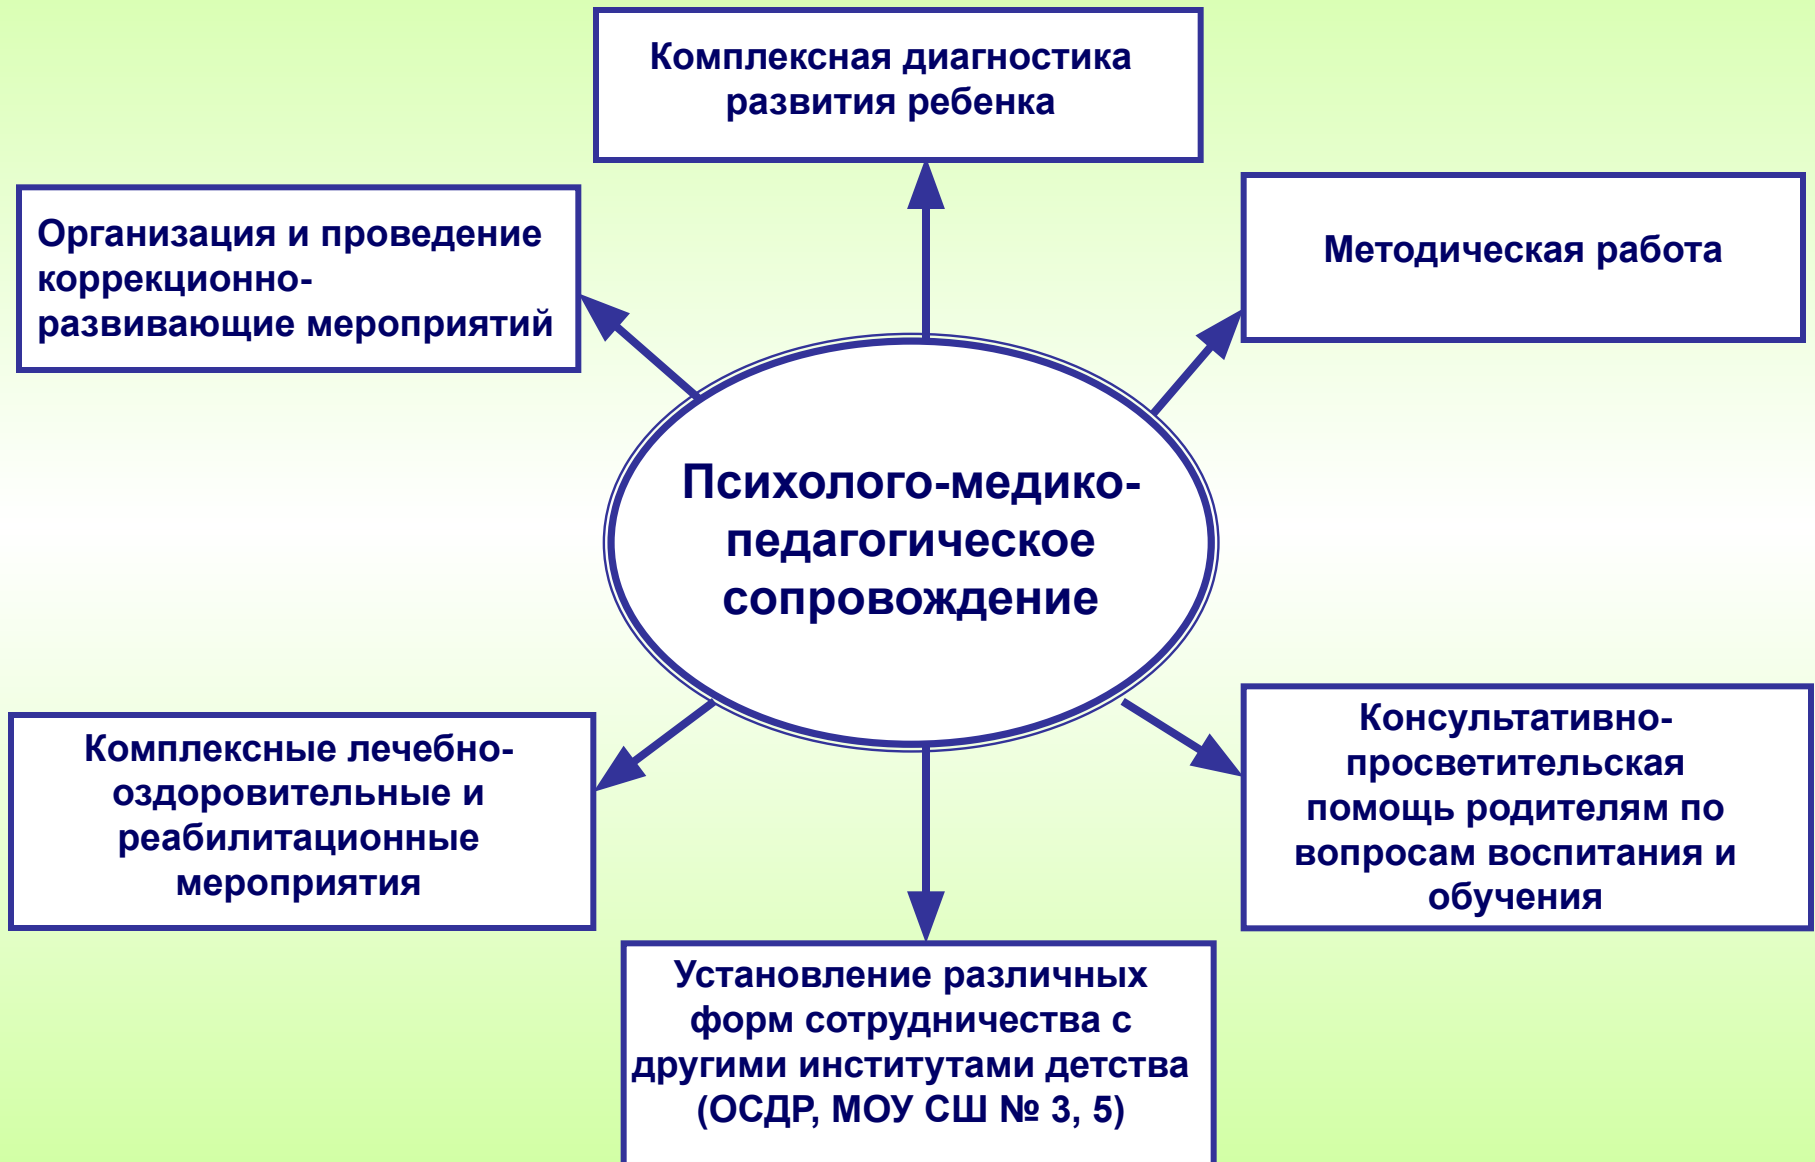 Комплексная диагностика
развития ребенка
Организация и проведение
коррекционно-
развивающие мероприятий
Методическая работа
Психолого-медико-
педагогическое
сопровождение
Комплексные лечебно-
оздоровительные и
реабилитационные
мероприятия
Консультативно-
просветительская
помощь родителям по
вопросам воспитания и
обучения
Установление различных
форм сотрудничества с
другими институтами детства
(ОСДР, МОУ СШ № 3, 5)